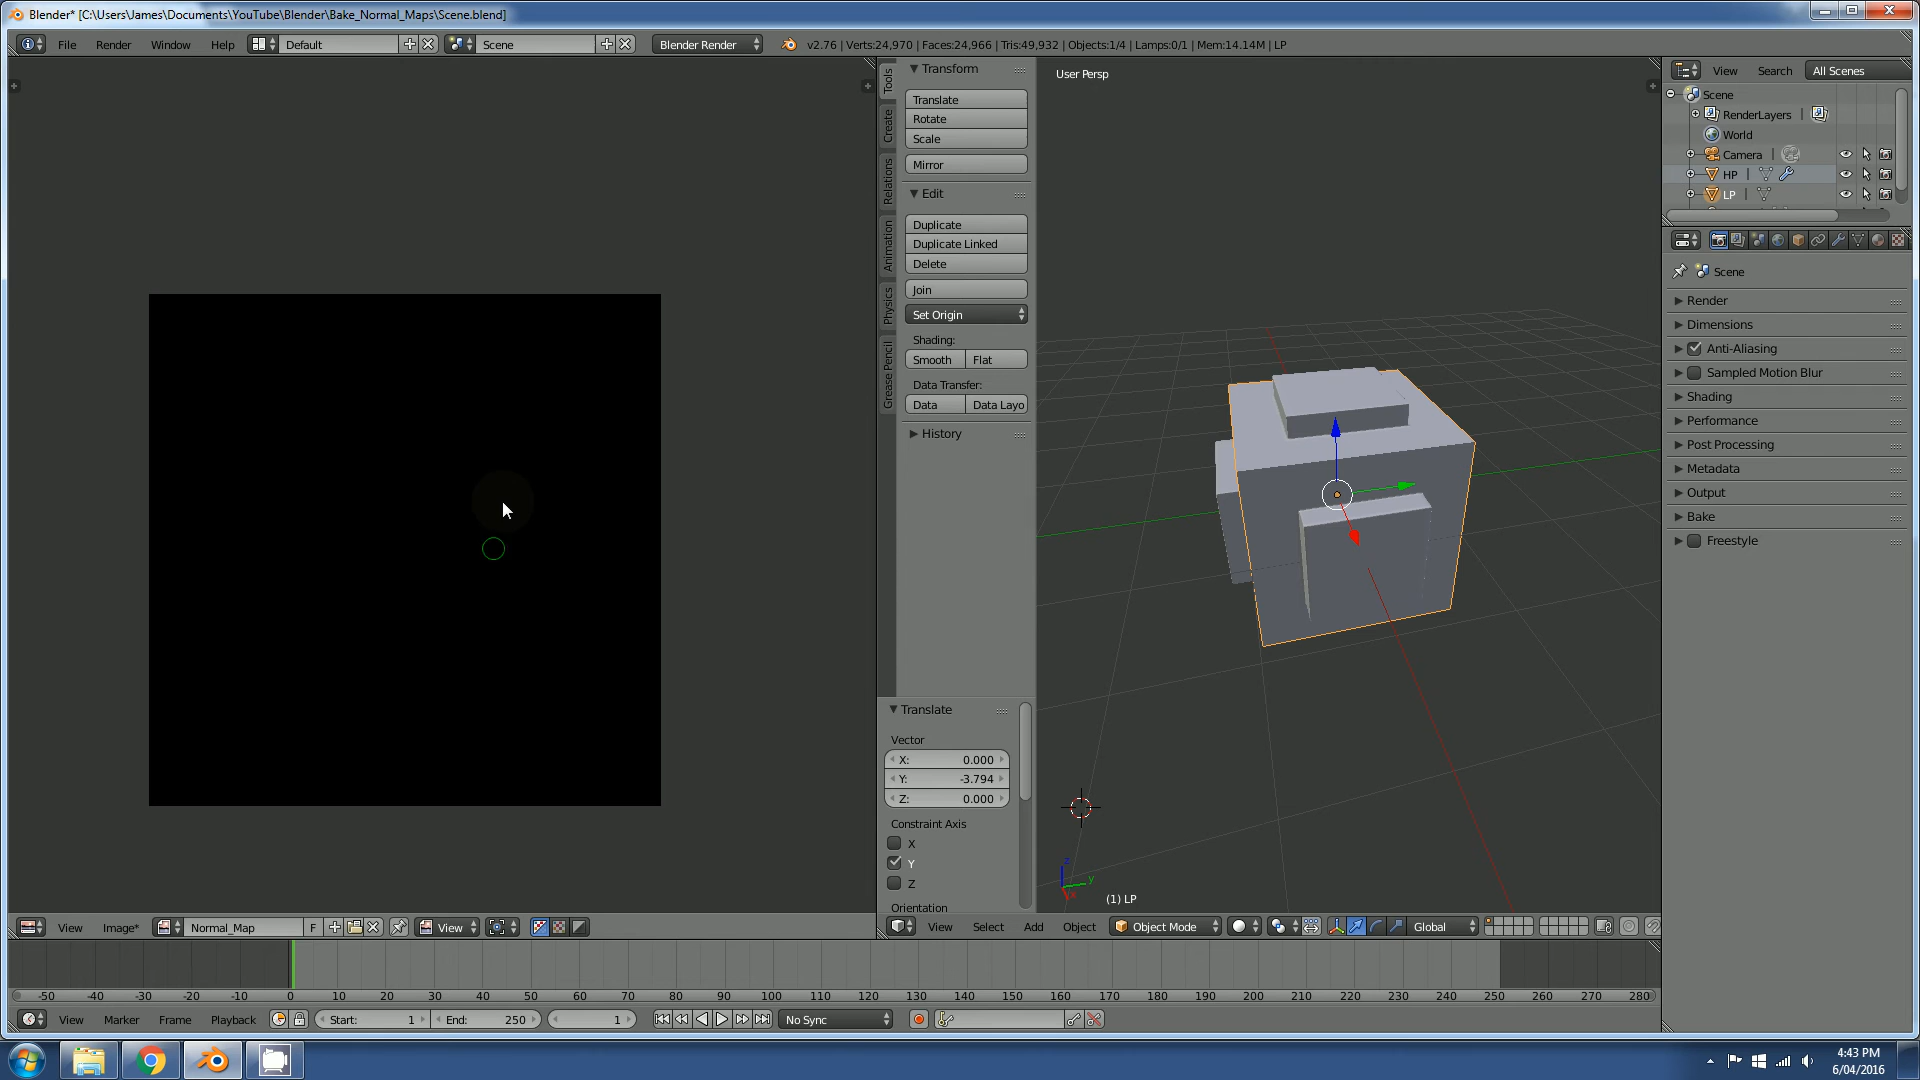 Blender* [C:\Users\James\Documents\YouTube\Blender\Bake_Normal_Maps\Scene.blend]
File Render Window Help Default Scene Blender Render v2.76 | Verts:24,970 | Faces:24,966 | Tris:49,932 | Objects:1/4 | Lamps:0/1 | Mem:14.14M | LP
Tools
Create
Relations
Animation
Physics
Grease Pencil
Transform
Translate
Rotate
Scale
Mirror
Edit
Duplicate
Duplicate Linked
Delete
Join
Set Origin
Shading:
Smooth Flat
Data Transfer:
Data Data Layo
History
Translate
Vector
X: 0.000
Y: -3.794
Z: 0.000
Constraint Axis
X
Y
Z
Orientation
User Persp
z
y
x
(1) LP
View Search All Scenes
Scene
RenderLayers |
World
Camera |
HP |
LP |
Scene
Render
Dimensions
Anti-Aliasing
Sampled Motion Blur
Shading
Performance
Post Processing
Metadata
Output
Bake
Freestyle
View Image* Normal_Map F View
View Select Add Object Object Mode Global
-50 -40 -30 -20 -10 0 10 20 30 40 50 60 70 80 90 100 110 120 130 140 150 160 170 180 190 200 210 220 230 240 250 260 270 280
View Marker Frame Playback Start: 1 End: 250 1 No Sync
4:43 PM
6/04/2016